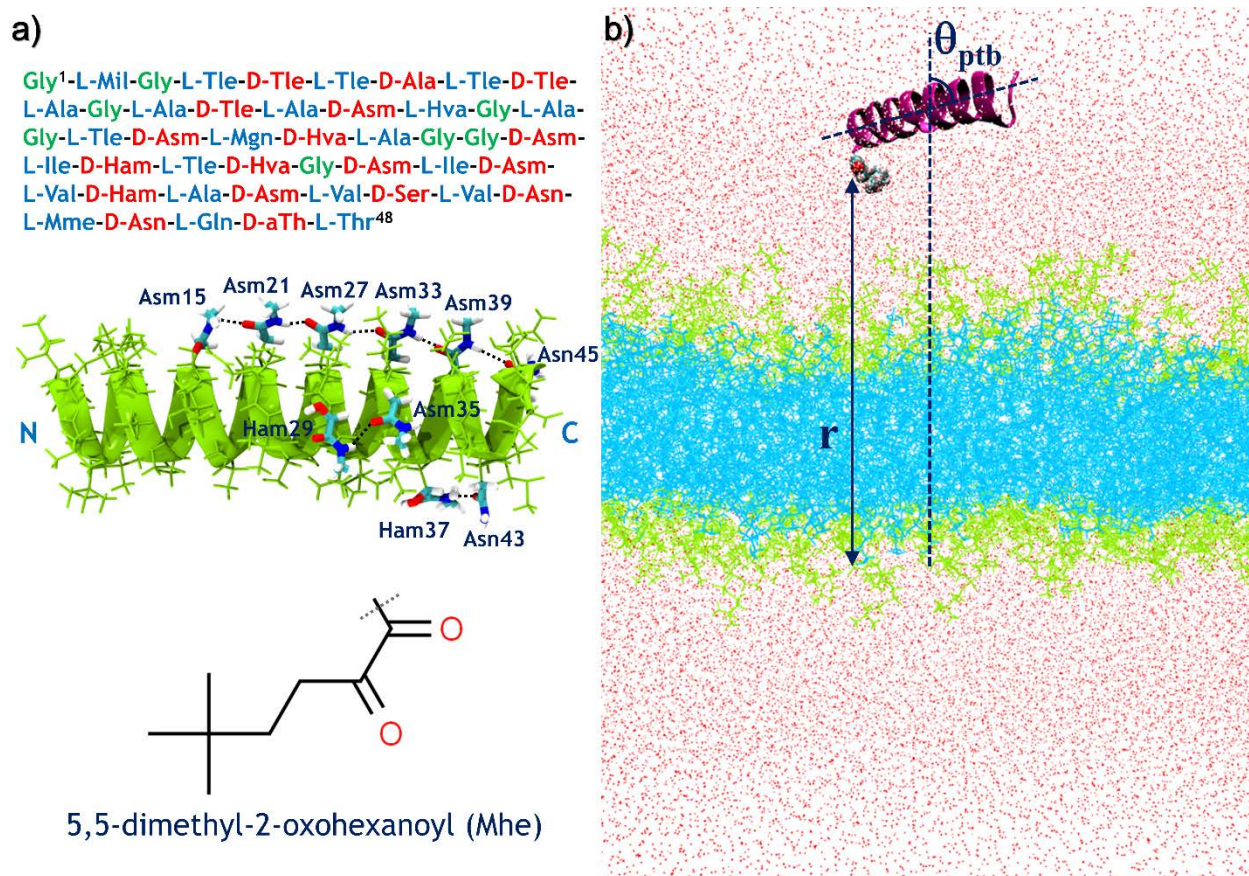 a)
Gly¹-L-Mil-Gly-L-Tle-D-Tle-L-Tle-D-Ala-L-Tle-D-Tle-
L-Ala-Gly-L-Ala-D-Tle-L-Ala-D-Asm-L-Hva-Gly-L-Ala-
Gly-L-Tle-D-Asm-L-Mgn-D-Hva-L-Ala-Gly-Gly-D-Asm-
L-Ile-D-Ham-L-Tle-D-Hva-Gly-D-Asm-L-Ile-D-Asm-
L-Val-D-Ham-L-Ala-D-Asm-L-Val-D-Ser-L-Val-D-Asn-
L-Mme-D-Asn-L-Gln-D-aTh-L-Thr⁴⁸
Asm15
Asm21
Asm27
Asm33
Asm39
Asn45
Asm35
Ham29
N
C
Ham37
Asn43
O
O
5,5-dimethyl-2-oxohexanoyl (Mhe)
b)
θptb
r